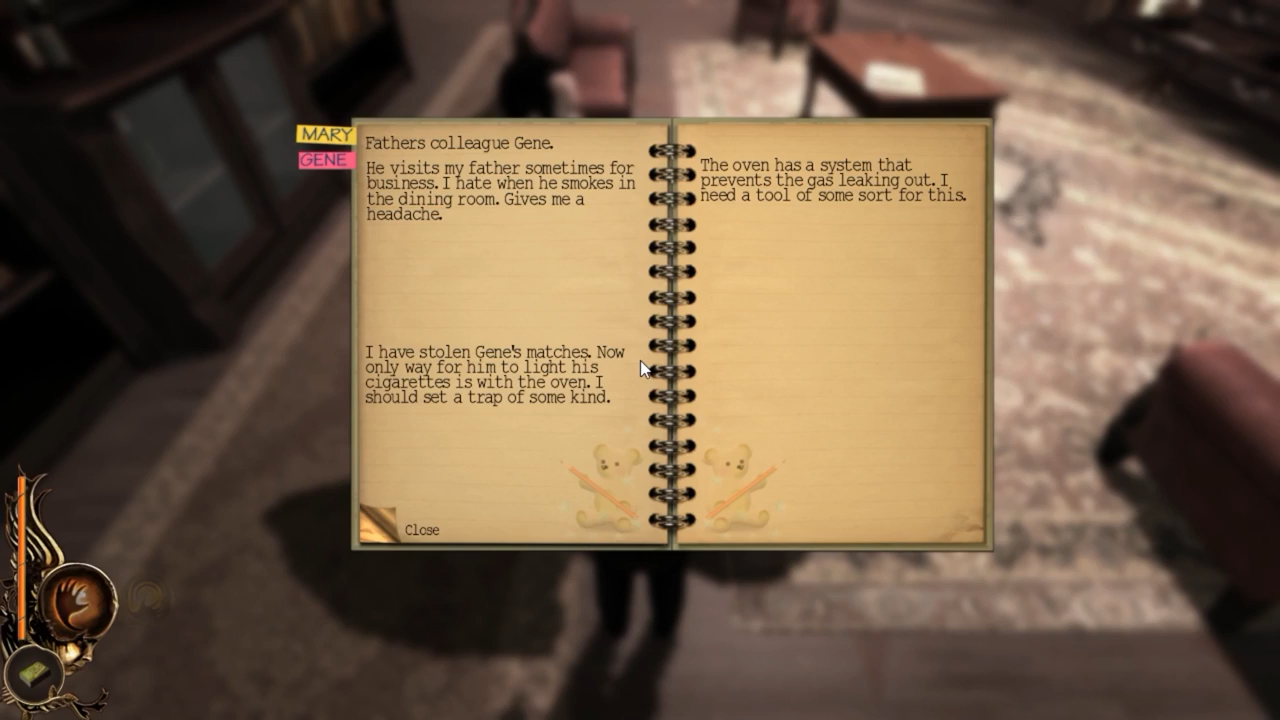 MARY
GENE
Fathers colleague Gene.
He visits my father sometimes for
business. I hate when he smokes in
the dining room. Gives me a
headache.
I have stolen Gene's matches. Now
only way for him to light his
cigarettes is with the oven. I
should set a trap of some kind.
Close
The oven has a system that
prevents the gas leaking out. I
need a tool of some sort for this.